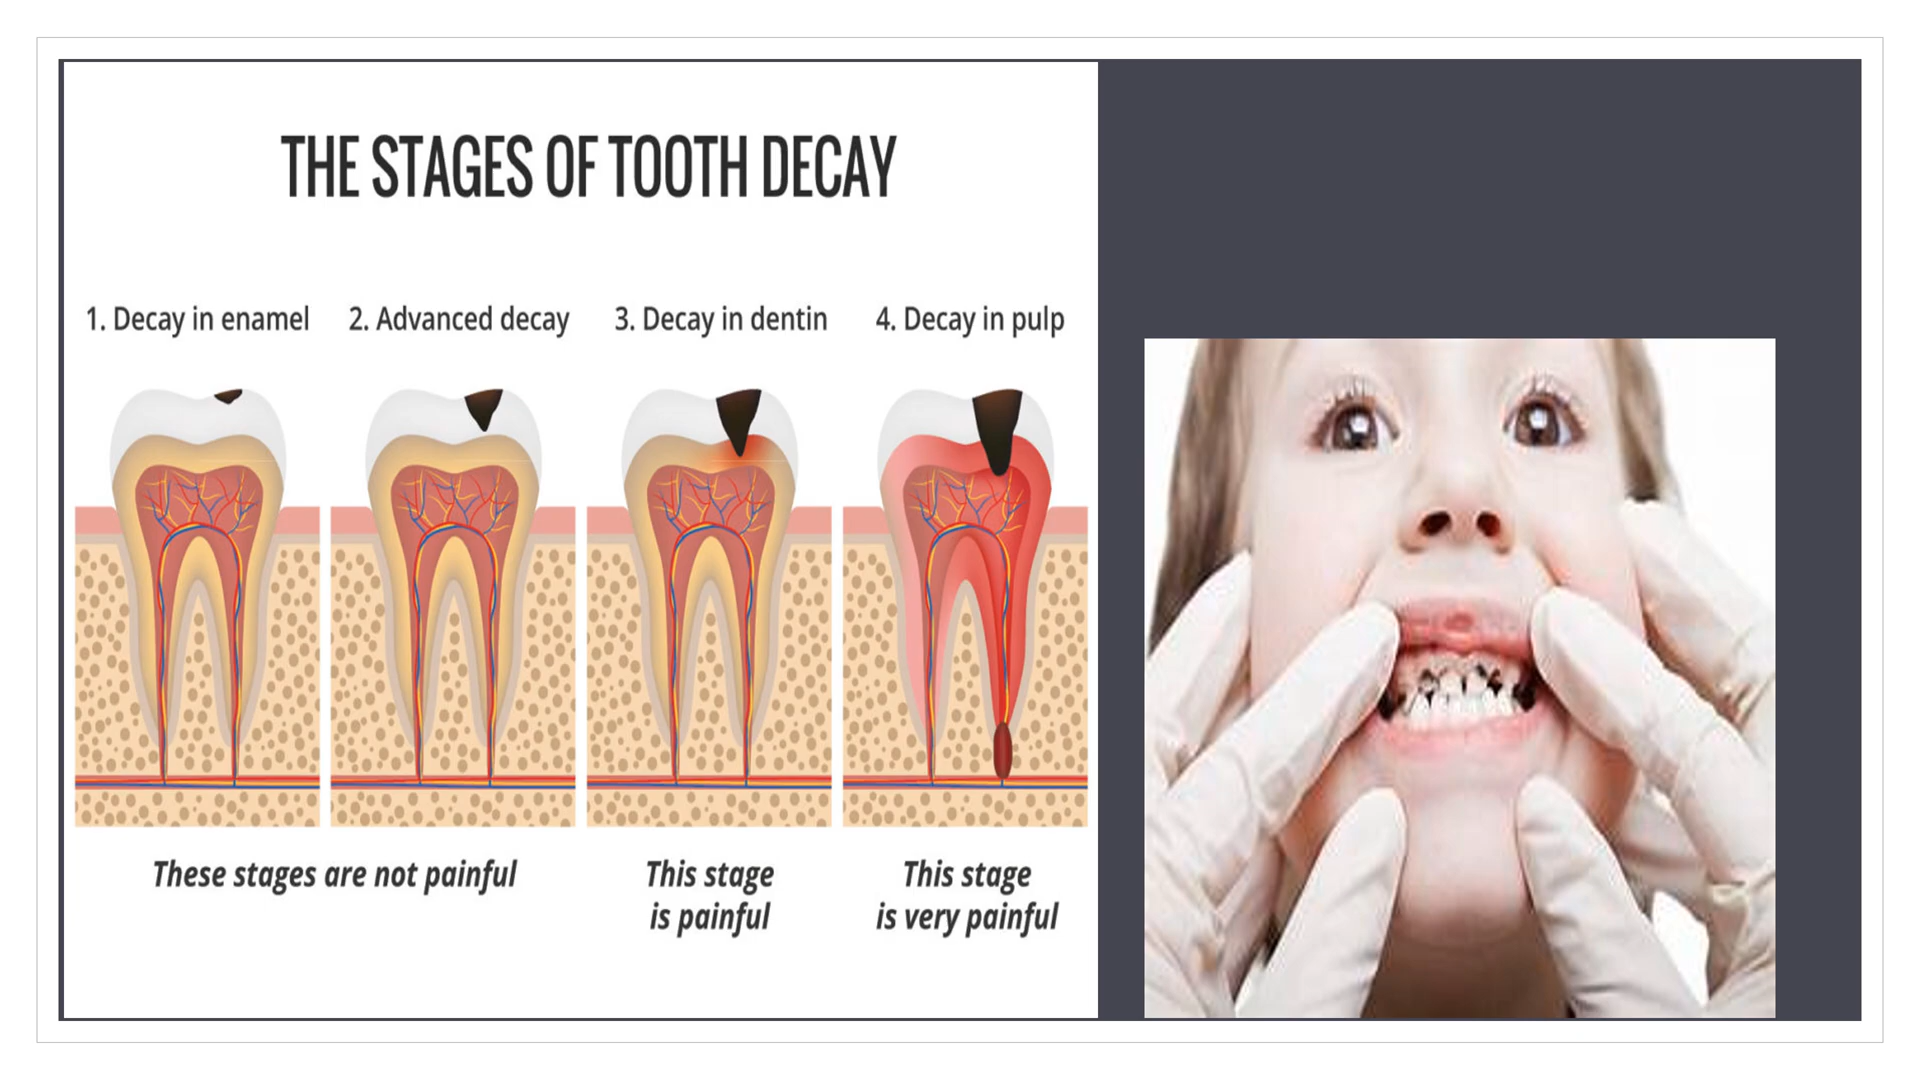 THE STAGES OF TOOTH DECAY
1. Decay in enamel
2. Advanced decay
3. Decay in dentin
4. Decay in pulp
These stages are not painful
This stage
is painful
This stage
is very painful